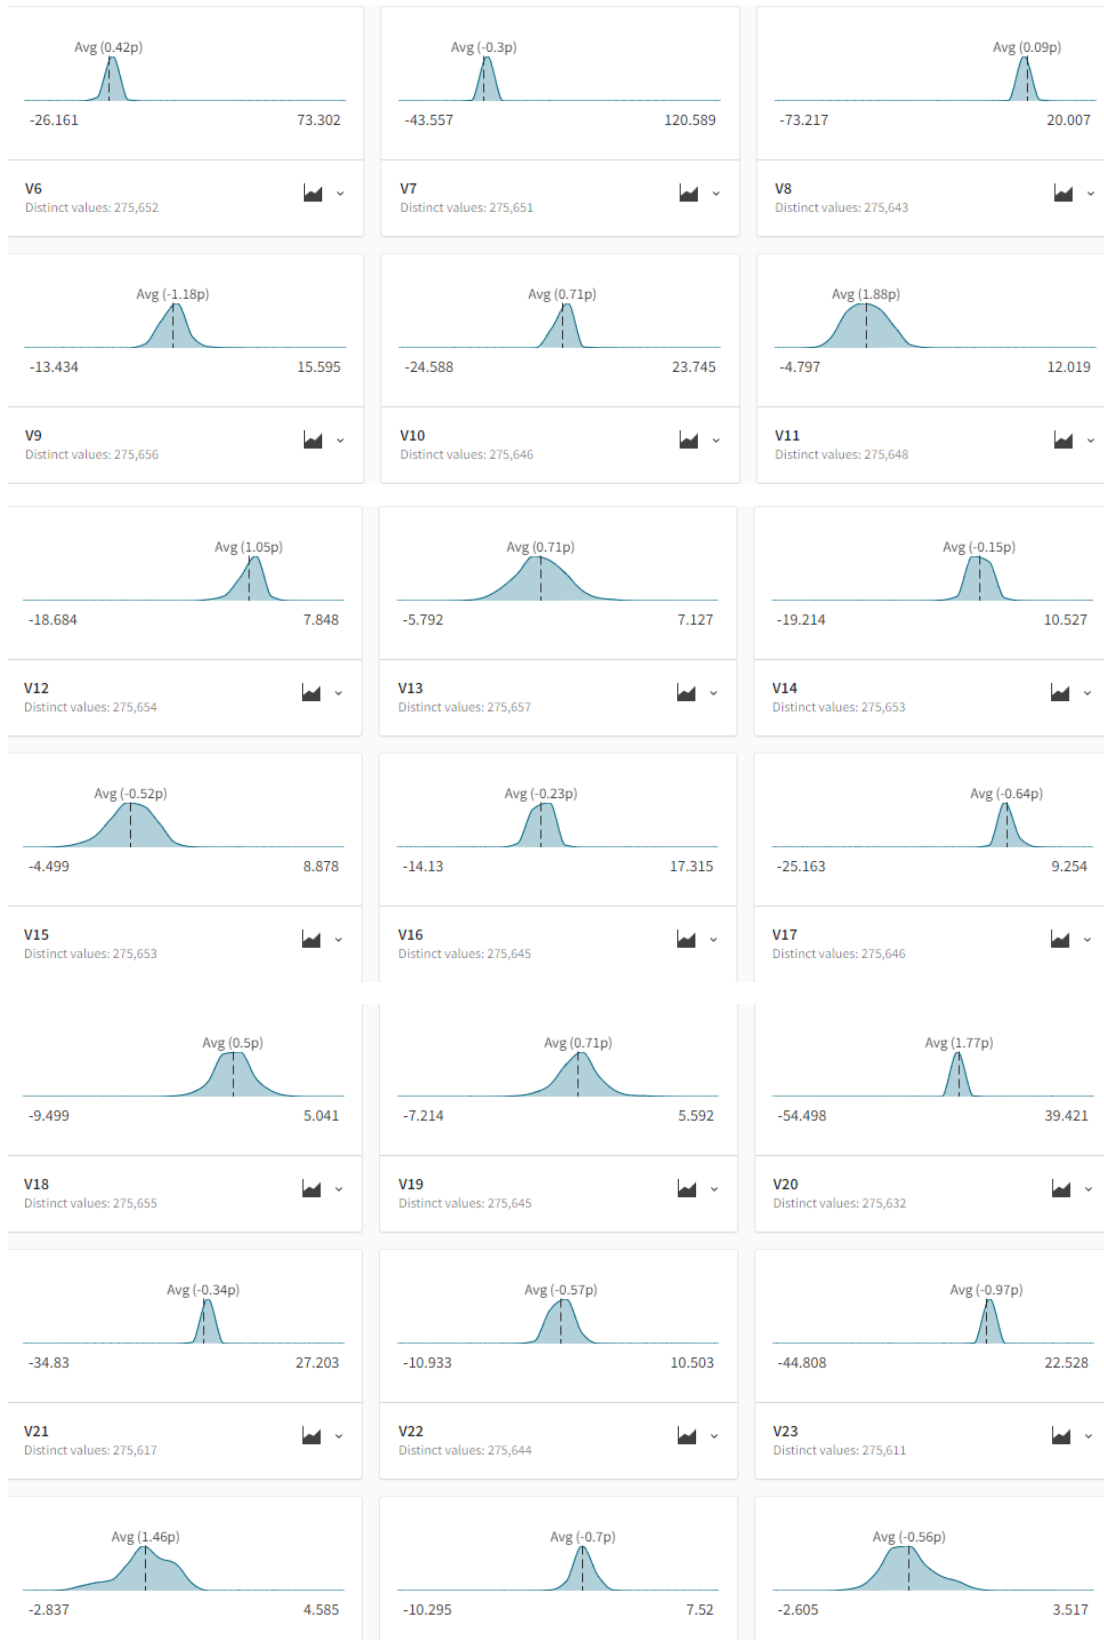 Avg (0.42p) Avg (-0.3p) Avg (0.09p)
-26.161 73.302 -43.557 120.589 -73.217 20.007
V6 V7 V8
Distinct values: 275,652 Distinct values: 275,651 Distinct values: 275,643
Avg (-1.18p) Avg (0.71p) Avg (1.88p)
-13.434 15.595 -24.588 23.745 -4.797 12.019
V9 V10 V11
Distinct values: 275,656 Distinct values: 275,646 Distinct values: 275,648
Avg (1.05p) Avg (0.71p) Avg (-0.15p)
-18.684 7.848 -5.792 7.127 -19.214 10.527
V12 V13 V14
Distinct values: 275,654 Distinct values: 275,657 Distinct values: 275,653
Avg (-0.52p) Avg (-0.23p) Avg (-0.64p)
-4.499 8.878 -14.13 17.315 -25.163 9.254
V15 V16 V17
Distinct values: 275,653 Distinct values: 275,645 Distinct values: 275,646
Avg (0.5p) Avg (0.71p) Avg (1.77p)
-9.499 5.041 -7.214 5.592 -54.498 39.421
V18 V19 V20
Distinct values: 275,655 Distinct values: 275,645 Distinct values: 275,632
Avg (-0.34p) Avg (-0.57p) Avg (-0.97p)
-34.83 27.203 -10.933 10.503 -44.808 22.528
V21 V22 V23
Distinct values: 275,617 Distinct values: 275,644 Distinct values: 275,611
Avg (1.46p) Avg (-0.7p) Avg (-0.56p)
-2.837 4.585 -10.295 7.52 -2.605 3.517